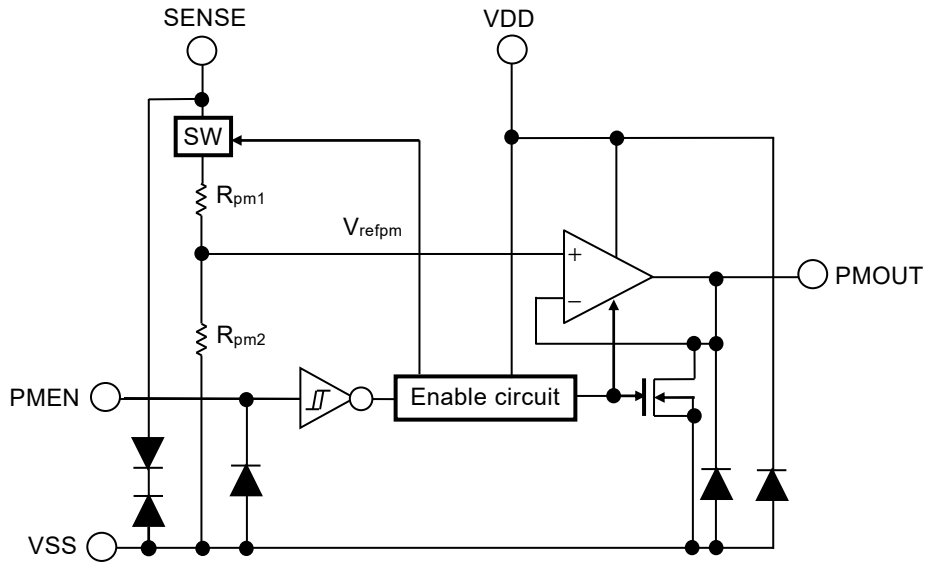 SENSE
VDD
SW
Rpm1
Vrefpm
+
−
PMOUT
Rpm2
PMEN
Enable circuit
VSS